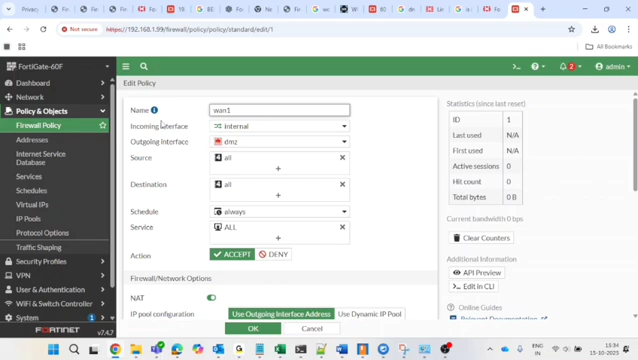 Not secure
https://192.168.1.99/firewall/policy/policy/standard/edit/1
All Bookmarks
FortiGate-60F
admin
2
Dashboard
Network
Policy & Objects
Firewall Policy
Addresses
Internet Service
Database
Services
Schedules
Virtual IPs
IP Pools
Protocol Options
Traffic Shaping
Security Profiles
VPN
User & Authentication
WiFi & Switch Controller
System
1
FORTINET
v7.4.7
Edit Policy
Name
wan1
Incoming Interface
internal
Outgoing Interface
dmz
Source
all
+
Destination
all
+
Schedule
always
Service
ALL
+
Action
ACCEPT
DENY
Firewall/Network Options
NAT
IP pool configuration
Use Outgoing Interface Address
Use Dynamic IP Pool
OK
Cancel
Statistics (since last reset)
ID 1
Last used N/A
First used N/A
Active sessions 0
Hit count 0
Total bytes 0 B
Current bandwidth 0 bps
Clear Counters
Additional Information
API Preview
Edit in CLI
Online Guides
Relevant Documentation
ENG
IN
15:54
15-10-2025